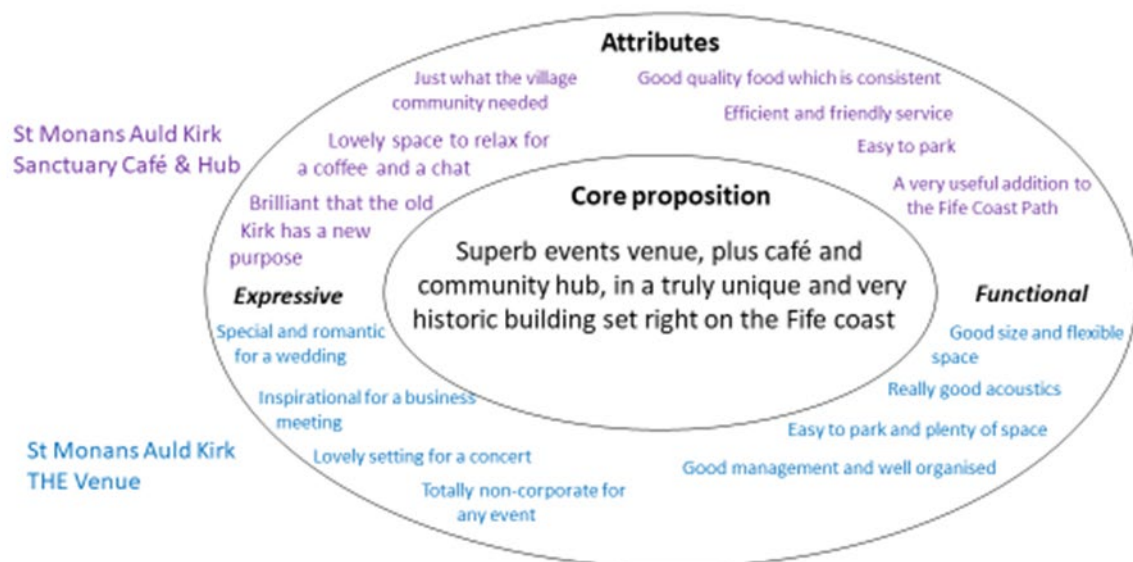 Attributes
Just what the village
community needed
Good quality food which is consistent
Efficient and friendly service
St Monans Auld Kirk
Sanctuary Café & Hub
Lovely space to relax for
a coffee and a chat
Easy to park
A very useful addition to
the Fife Coast Path
Brilliant that the old
Kirk has a new
purpose
Core proposition
Superb events venue, plus café and
community hub, in a truly unique and very
historic building set right on the Fife coast
Expressive
Functional
Special and romantic
for a wedding
Good size and flexible
space
Inspirational for a business
meeting
Really good acoustics
Easy to park and plenty of space
St Monans Auld Kirk
THE Venue
Lovely setting for a concert
Good management and well organised
Totally non-corporate for
any event